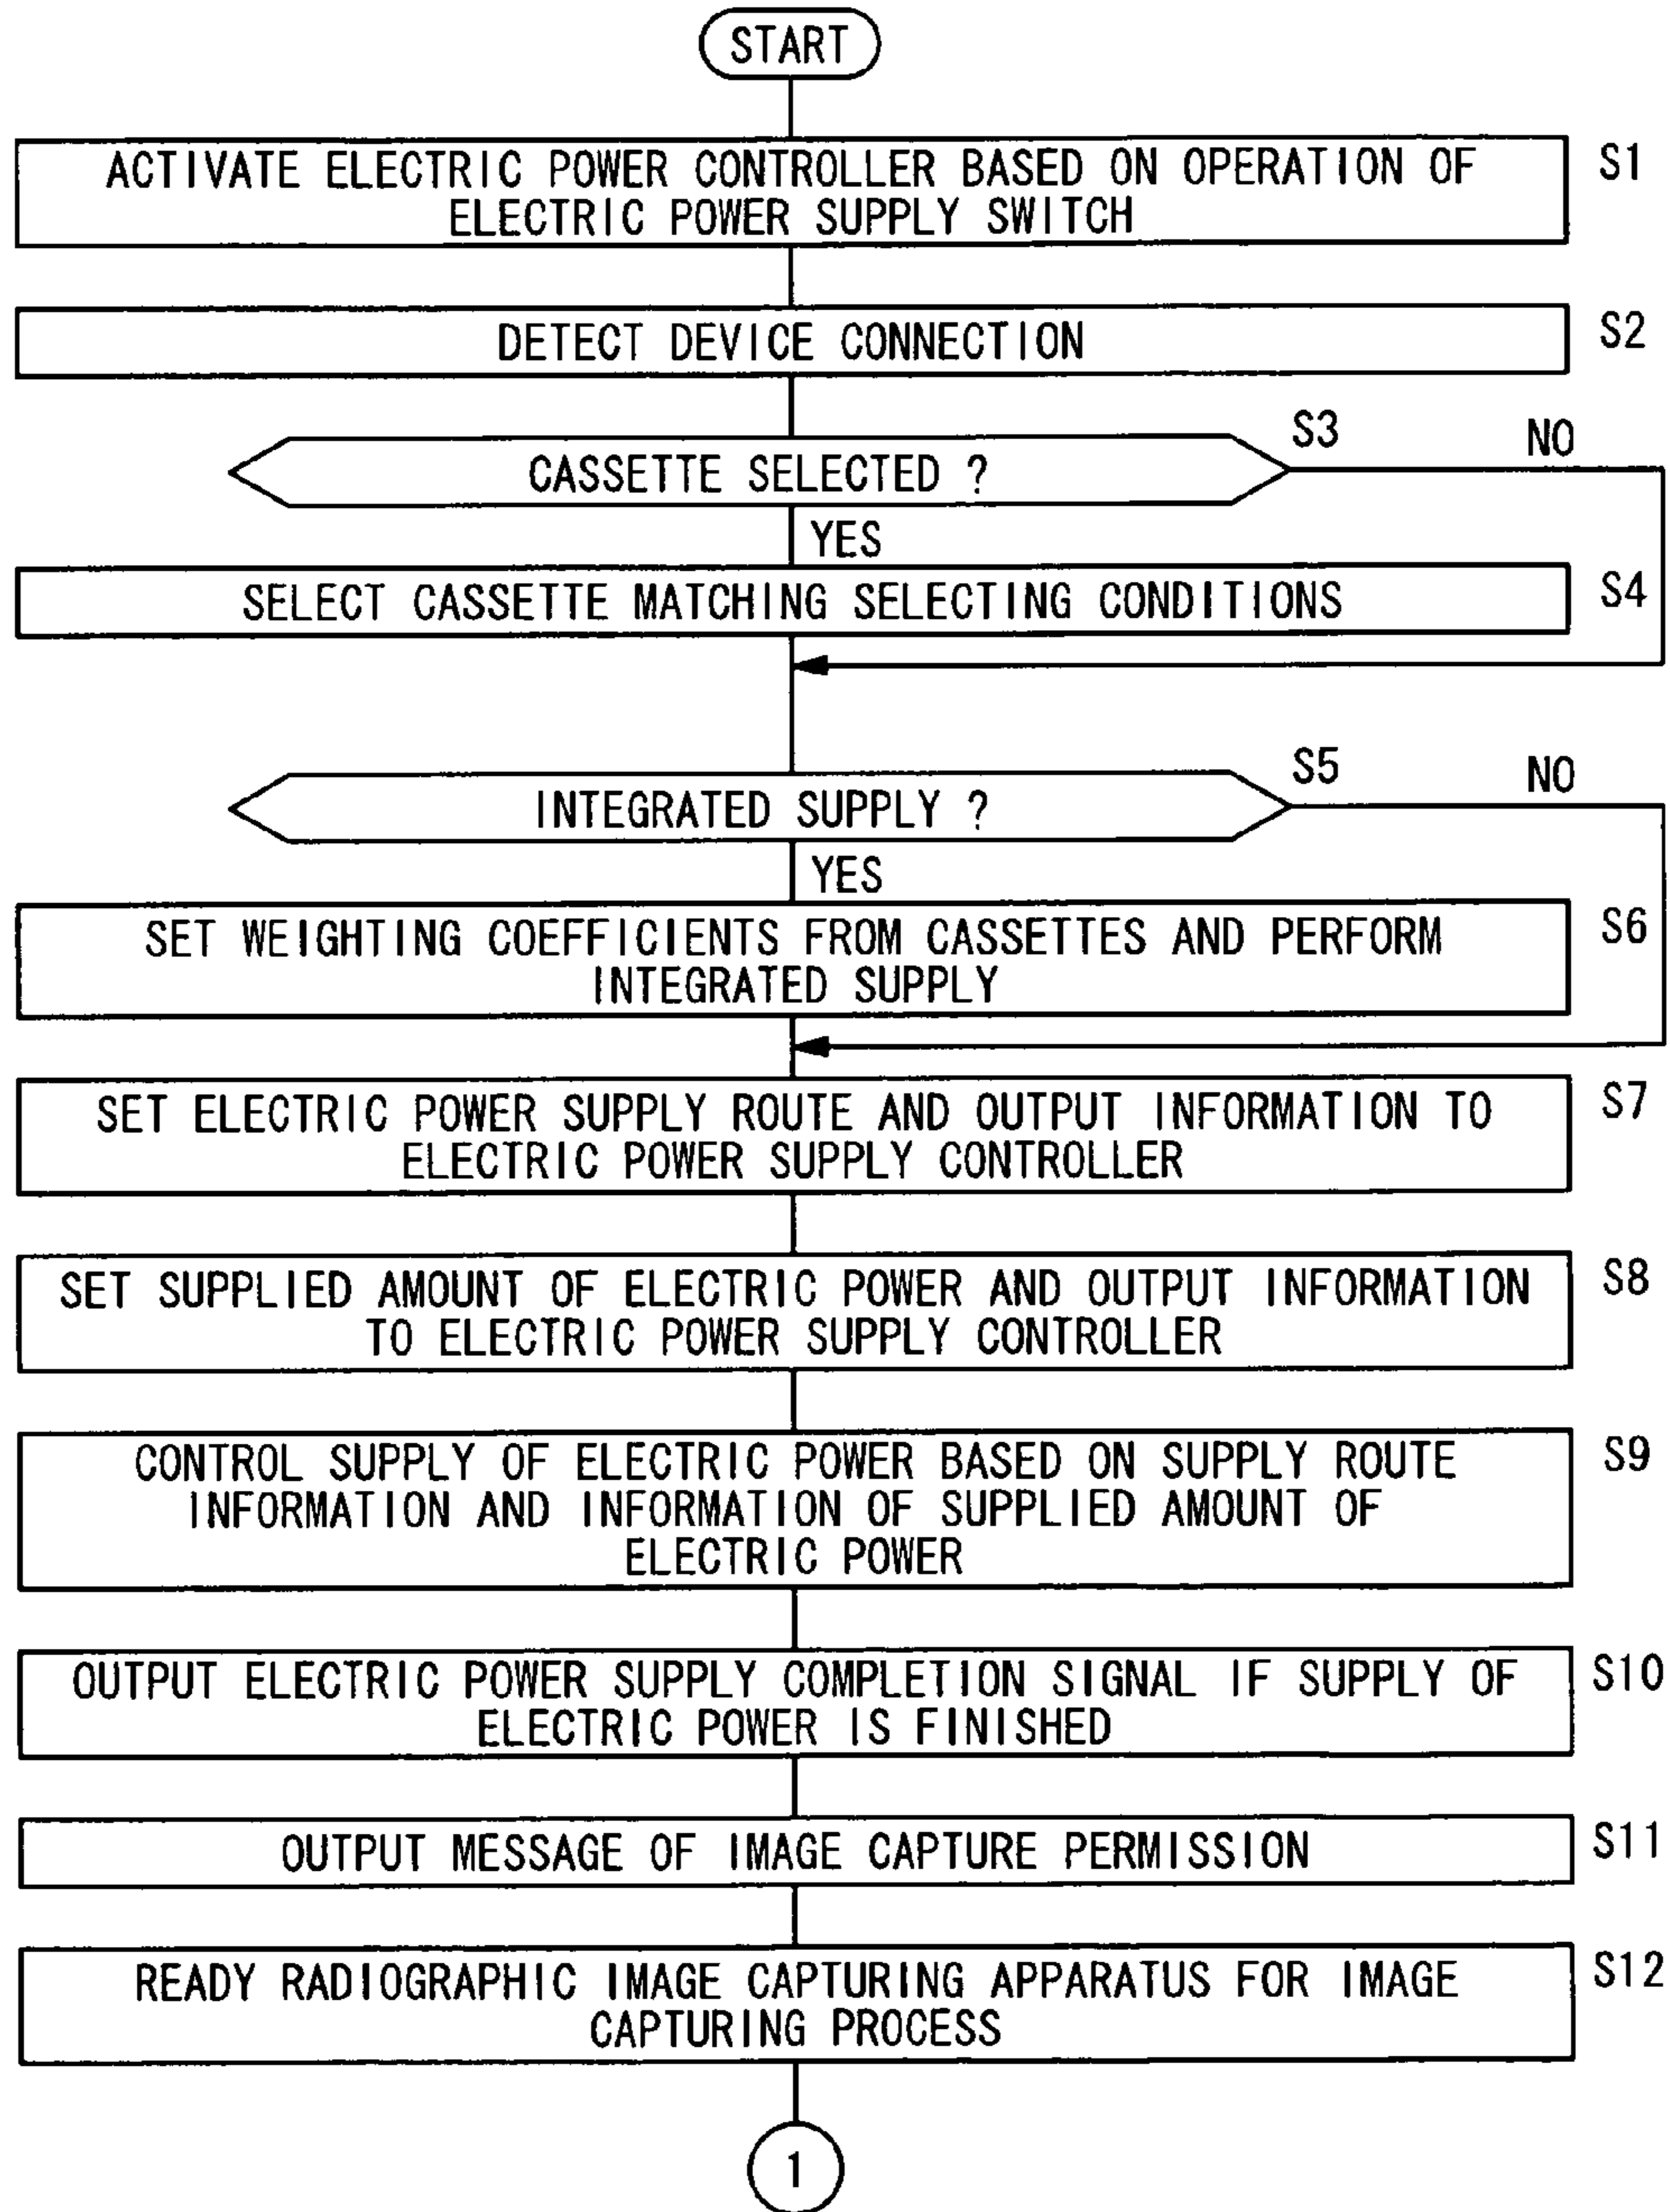 START
ACTIVATE ELECTRIC POWER CONTROLLER BASED ON OPERATION OF
ELECTRIC POWER SUPPLY SWITCH
S1
DETECT DEVICE CONNECTION
S2
CASSETTE SELECTED ?
S3
NO
YES
SELECT CASSETTE MATCHING SELECTING CONDITIONS
S4
INTEGRATED SUPPLY ?
S5
NO
YES
SET WEIGHTING COEFFICIENTS FROM CASSETTES AND PERFORM
INTEGRATED SUPPLY
S6
SET ELECTRIC POWER SUPPLY ROUTE AND OUTPUT INFORMATION TO
ELECTRIC POWER SUPPLY CONTROLLER
S7
SET SUPPLIED AMOUNT OF ELECTRIC POWER AND OUTPUT INFORMATION
TO ELECTRIC POWER SUPPLY CONTROLLER
S8
CONTROL SUPPLY OF ELECTRIC POWER BASED ON SUPPLY ROUTE
INFORMATION AND INFORMATION OF SUPPLIED AMOUNT OF
ELECTRIC POWER
S9
OUTPUT ELECTRIC POWER SUPPLY COMPLETION SIGNAL IF SUPPLY OF
ELECTRIC POWER IS FINISHED
S10
OUTPUT MESSAGE OF IMAGE CAPTURE PERMISSION
S11
READY RADIOGRAPHIC IMAGE CAPTURING APPARATUS FOR IMAGE
CAPTURING PROCESS
S12
1